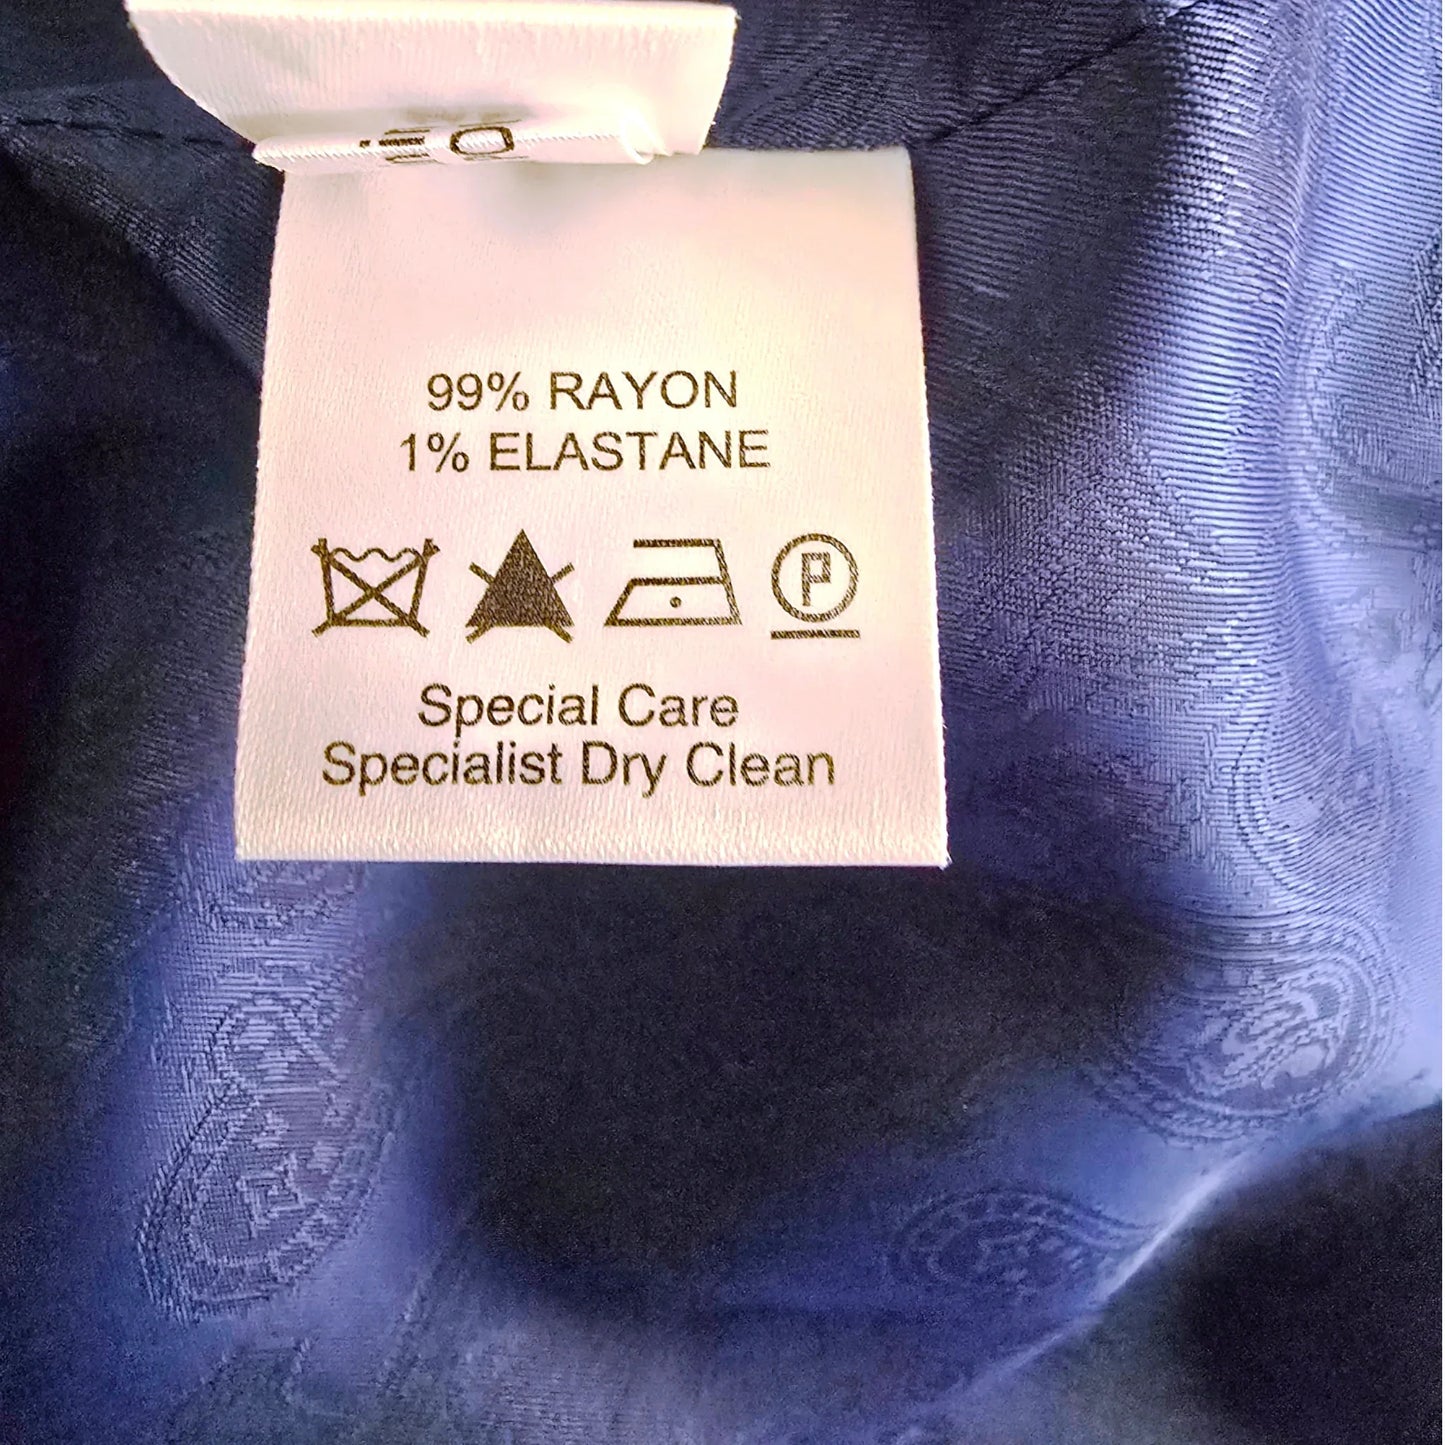 99% RAYON
1% ELASTANE
P
Special Care
Specialist Dry Clean